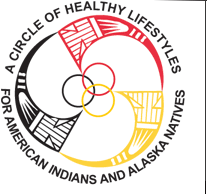 A CIRCLE OF HEALTHY LIFESTYLES
FOR AMERICAN INDIANS AND ALASKA NATIVES